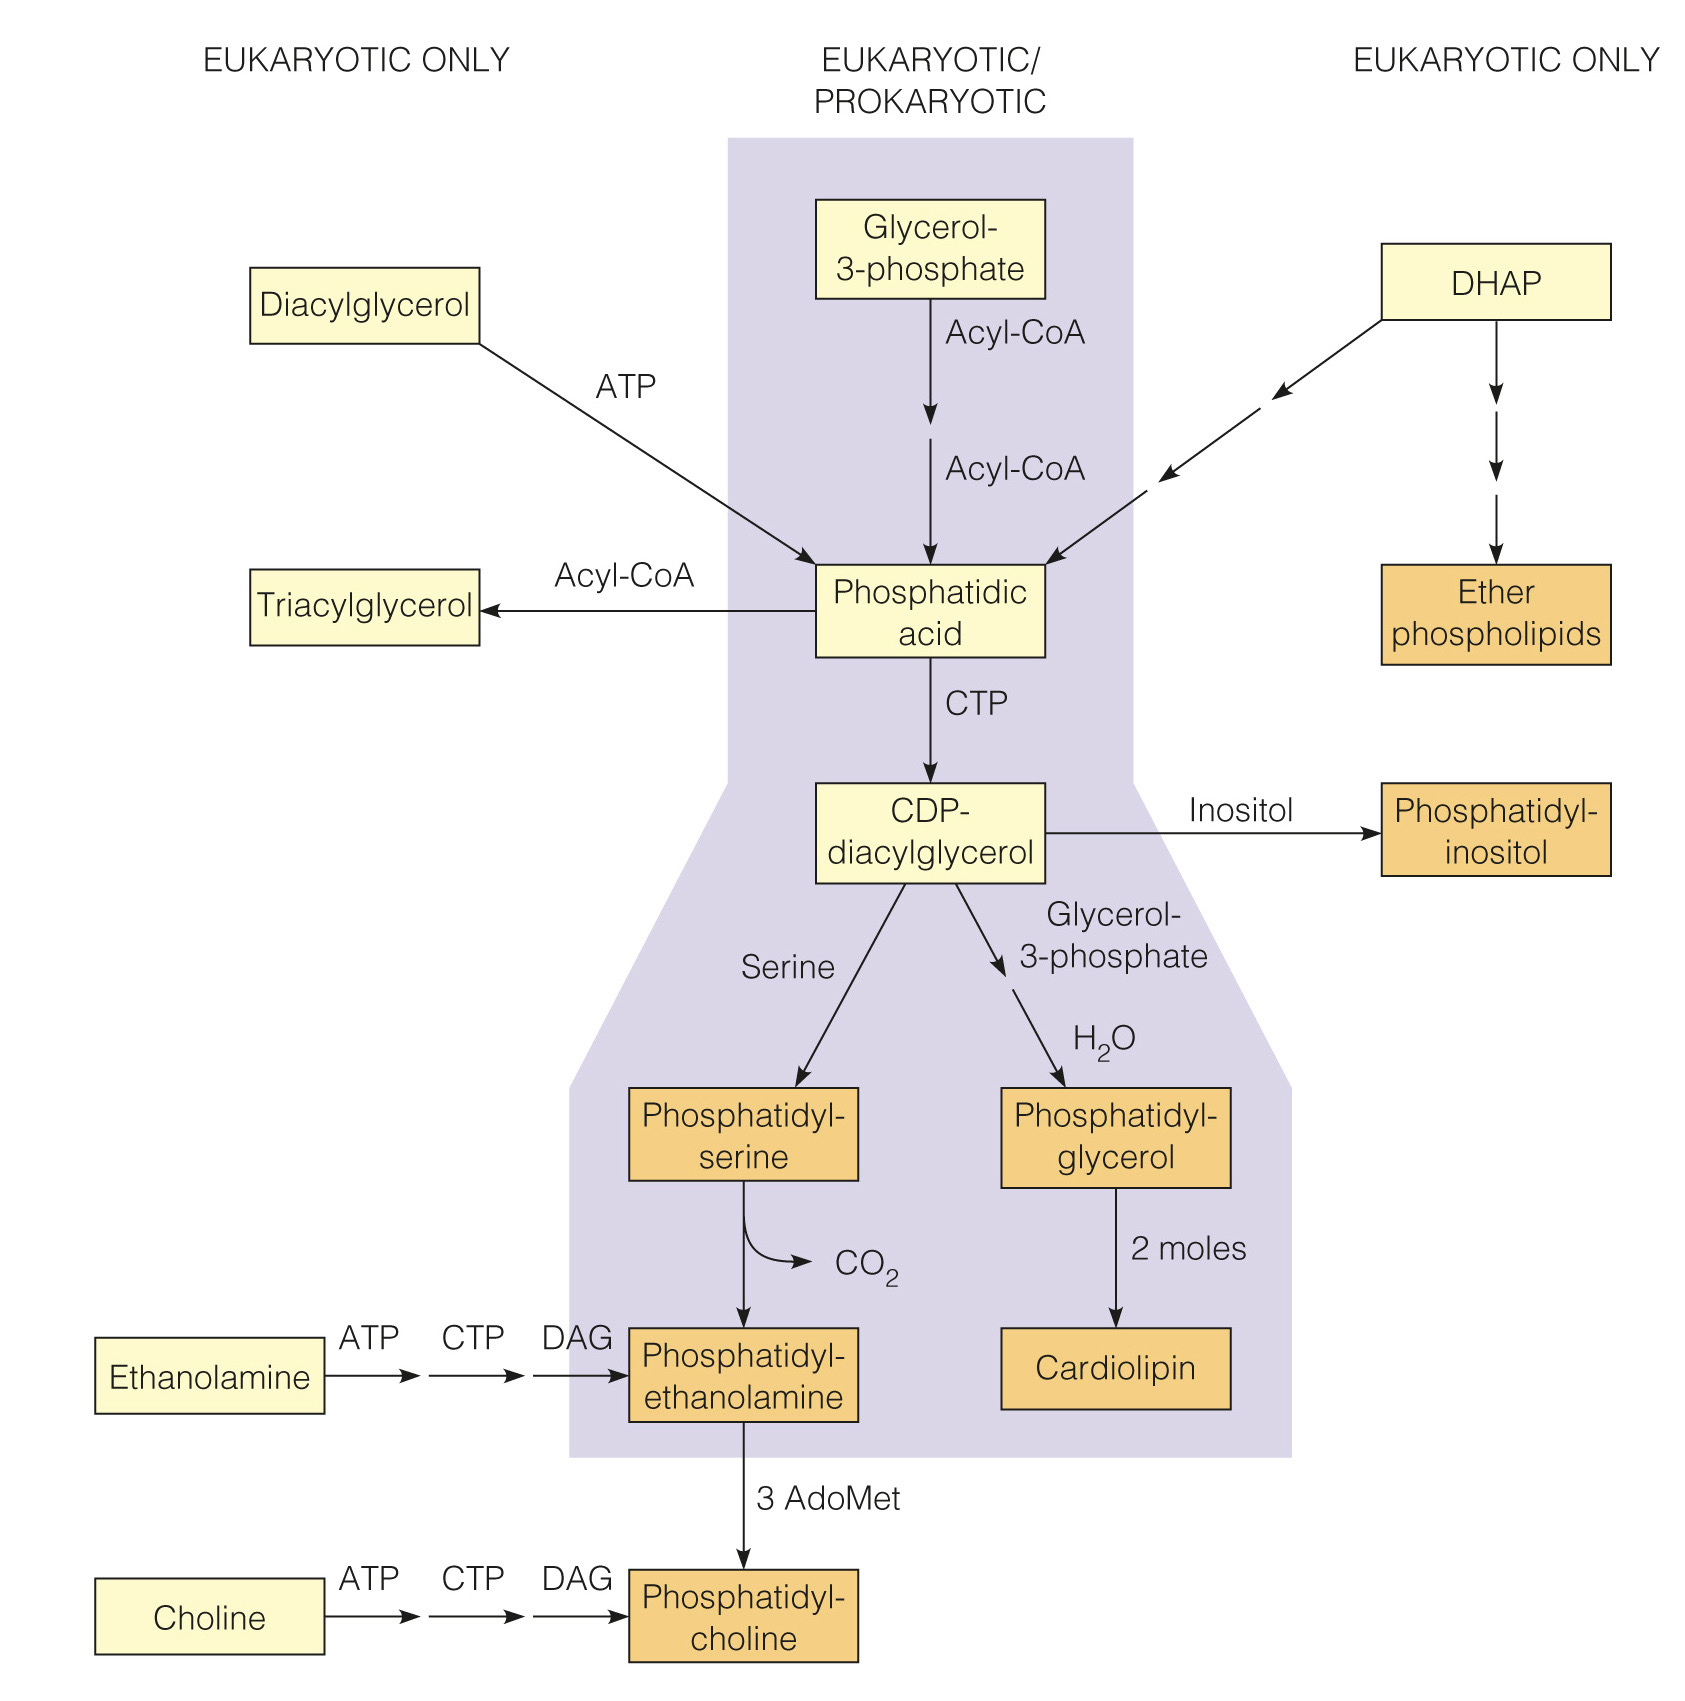 EUKARYOTIC ONLY
EUKARYOTIC/
PROKARYOTIC
EUKARYOTIC ONLY
Glycerol-
3-phosphate
DHAP
Diacylglycerol
Acyl-CoA
ATP
Acyl-CoA
Triacylglycerol
Acyl-CoA
Phosphatidic
acid
Ether
phospholipids
CTP
CDP-
diacylglycerol
Inositol
Phosphatidyl-
inositol
Serine
Glycerol-
3-phosphate
H2O
Phosphatidyl-
serine
Phosphatidyl-
glycerol
CO2
2 moles
Ethanolamine
ATP
CTP
DAG
Phosphatidyl-
ethanolamine
Cardiolipin
3 AdoMet
Choline
ATP
CTP
DAG
Phosphatidyl-
choline